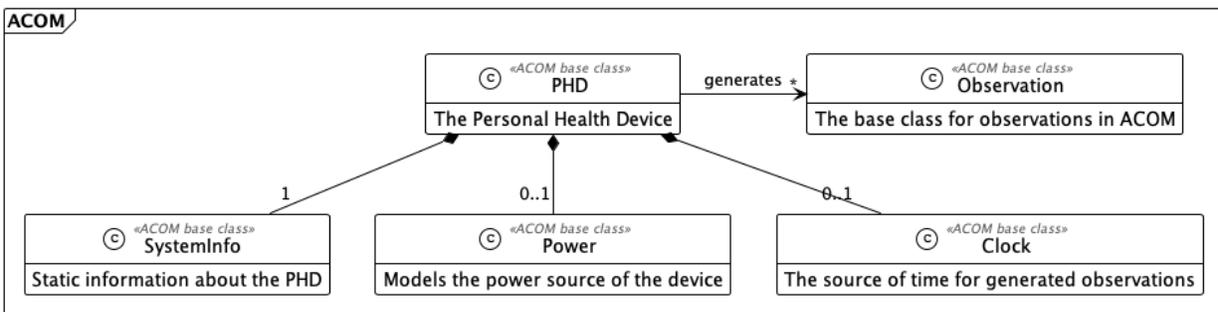 ACOM
C
«ACOM base class»
PHD
The Personal Health Device
generates *
C
«ACOM base class»
Observation
The base class for observations in ACOM
1
0..1
0..1
C
«ACOM base class»
SystemInfo
Static information about the PHD
C
«ACOM base class»
Power
Models the power source of the device
C
«ACOM base class»
Clock
The source of time for generated observations